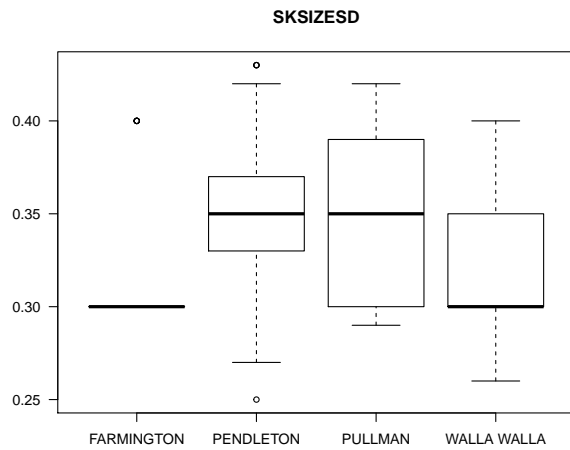 SKSIZESD
0.40
0.35
0.30
0.25
FARMINGTON PENDLETON PULLMAN WALLA WALLA